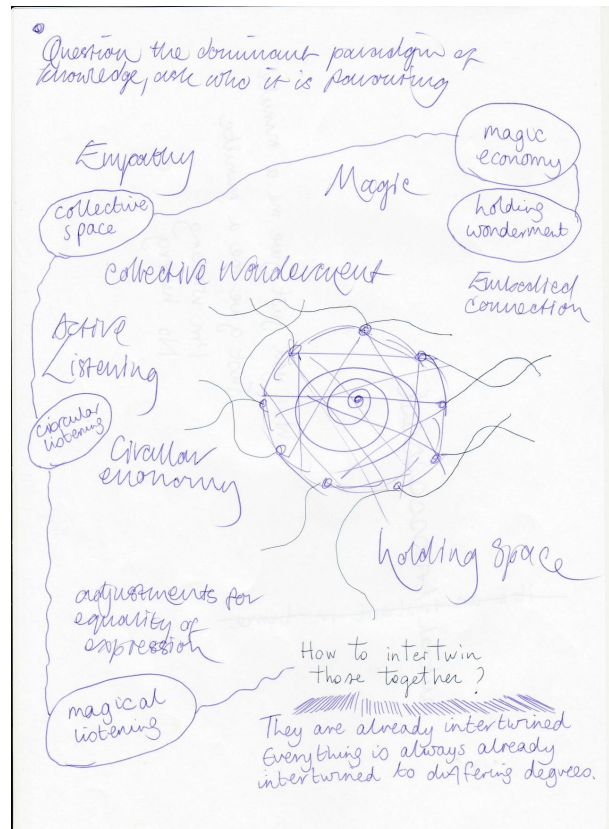 Question the dominant paradigm of
knowledge, ask who it is favouring
Empathy
magic
economy
Magic
collective
space
holding
wonderment
Collective Wonderment
Embodied
connection
Active
Listening
circular
listening
Circular
economy
holding space
adjustments for
equality of
expression
How to intertwin
those together ?
magical
listening
They are already intertwined
Everything is always already
intertwined to differing degrees.